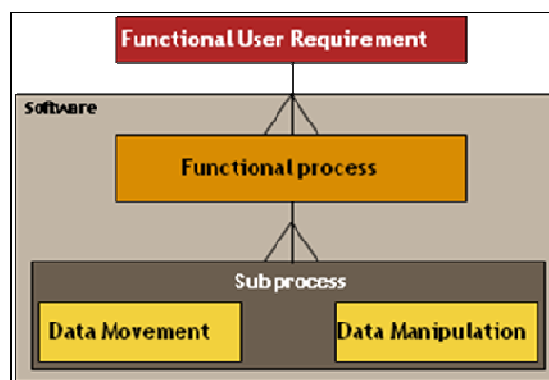 Functional User Requirement
Software
Functional process
Sub process
Data Movement
Data Manipulation